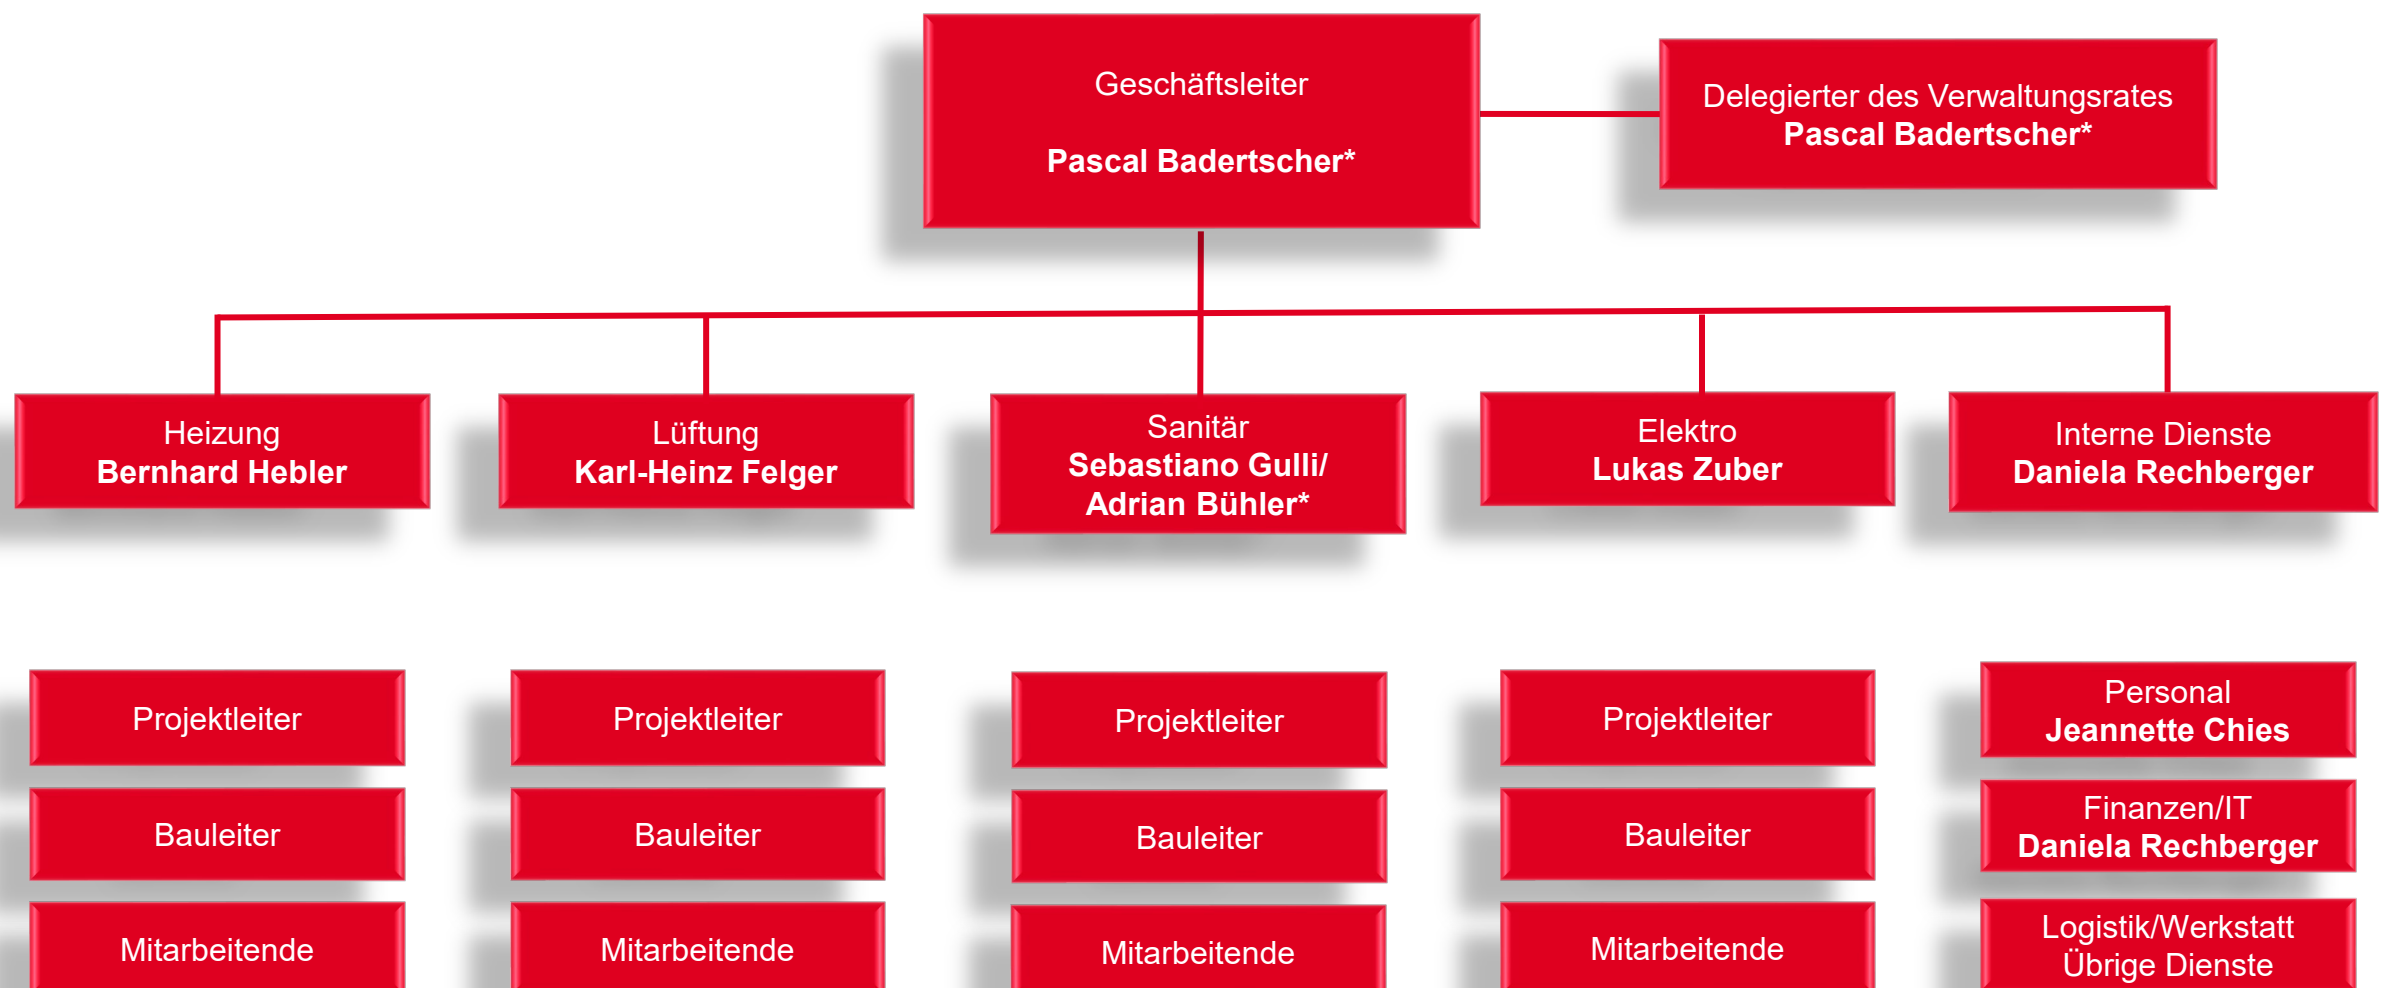 Geschäftsleiter
Pascal Badertscher*
Delegierter des Verwaltungsrates
Pascal Badertscher*
Heizung
Bernhard Hebler
Lüftung
Karl-Heinz Felger
Sanitär
Sebastiano Gulli/
Adrian Bühler*
Elektro
Lukas Zuber
Interne Dienste
Daniela Rechberger
Projektleiter
Projektleiter
Projektleiter
Projektleiter
Personal
Jeannette Chies
Bauleiter
Bauleiter
Bauleiter
Bauleiter
Finanzen/IT
Daniela Rechberger
Mitarbeitende
Mitarbeitende
Mitarbeitende
Mitarbeitende
Logistik/Werkstatt
Übrige Dienste